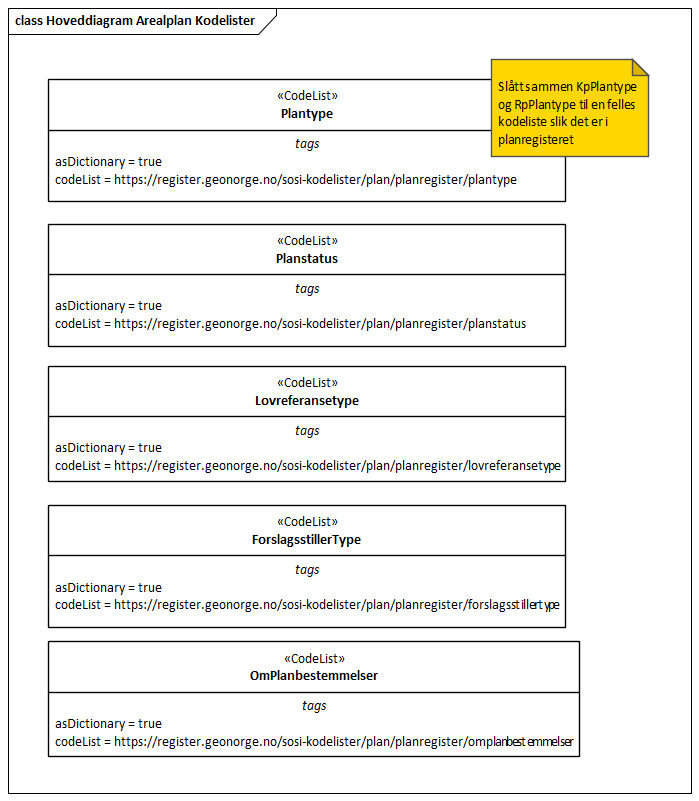 class Hoveddiagram Arealplan Kodelister
«CodeList»
Plantype
tags
asDictionary = true
codeList = https://register.geonorge.no/sosi-kodelister/plan/planregister/plantype
Slått sammen KpPlantype
og RpPlantype til en felles
kodeliste slik det er i
planregisteret
«CodeList»
Planstatus
tags
asDictionary = true
codeList = https://register.geonorge.no/sosi-kodelister/plan/planregister/planstatus
«CodeList»
Lovreferansetype
tags
asDictionary = true
codeList = https://register.geonorge.no/sosi-kodelister/plan/planregister/lovreferansetype
«CodeList»
ForslagsstillerType
tags
asDictionary = true
codeList = https://register.geonorge.no/sosi-kodelister/plan/planregister/forslagsstillertype
«CodeList»
OmPlanbestemmelser
tags
asDictionary = true
codeList = https://register.geonorge.no/sosi-kodelister/plan/planregister/omplanbestemmelser